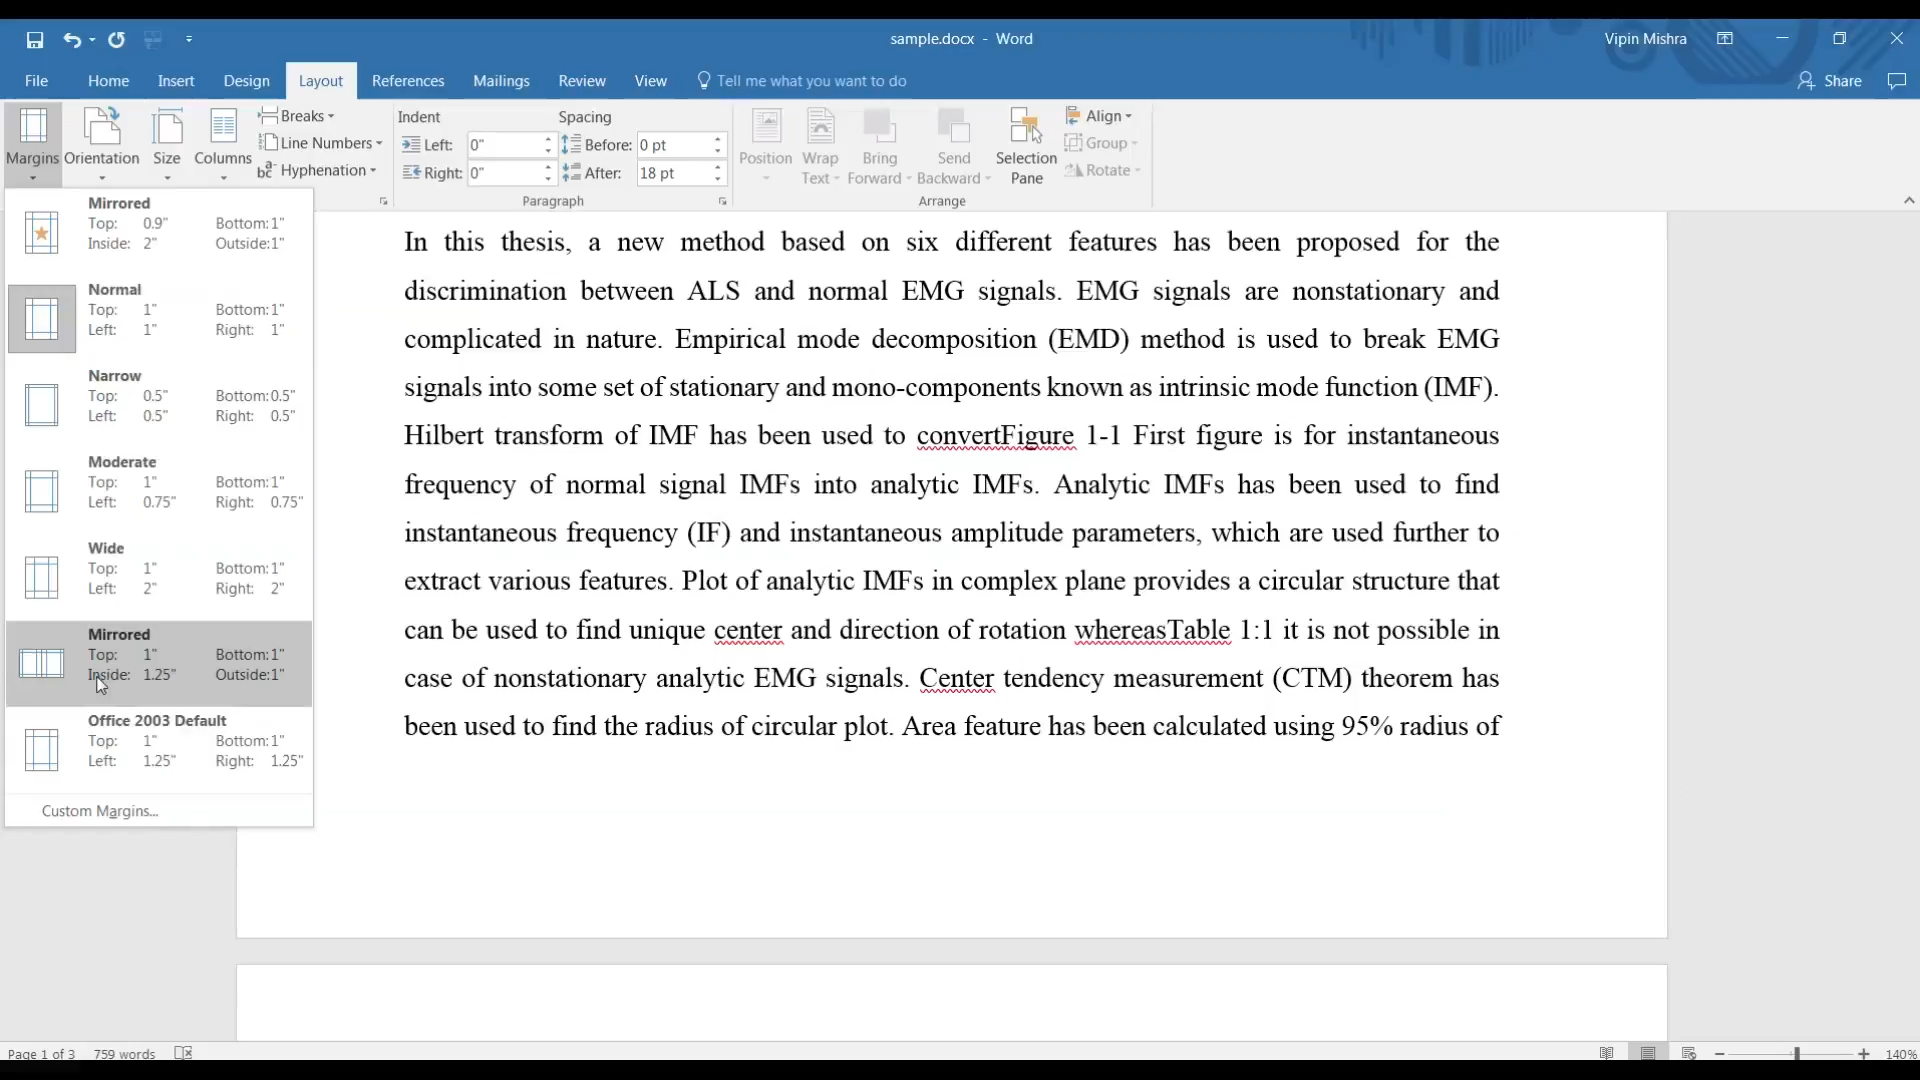 sample.docx - Word
Vipin Mishra
File Home Insert Design Layout References Mailings Review View Tell me what you want to do
Share
Margins Orientation Size Columns
Breaks
Line Numbers
Hyphenation
Indent
Left: 0"
Right: 0"
Spacing
Before: 0 pt
After: 18 pt
Paragraph
Position
Wrap Text
Bring Forward
Send Backward
Selection Pane
Align
Group
Rotate
Arrange
Mirrored
Top: 0.9" Bottom: 1"
Inside: 2" Outside: 1"
Normal
Top: 1" Bottom: 1"
Left: 1" Right: 1"
Narrow
Top: 0.5" Bottom: 0.5"
Left: 0.5" Right: 0.5"
Moderate
Top: 1" Bottom: 1"
Left: 0.75" Right: 0.75"
Wide
Top: 1" Bottom: 1"
Left: 2" Right: 2"
Mirrored
Top: 1" Bottom: 1"
Inside: 1.25" Outside: 1"
Office 2003 Default
Top: 1" Bottom: 1"
Left: 1.25" Right: 1.25"
Custom Margins...
In this thesis, a new method based on six different features has been proposed for the
discrimination between ALS and normal EMG signals. EMG signals are nonstationary and
complicated in nature. Empirical mode decomposition (EMD) method is used to break EMG
signals into some set of stationary and mono-components known as intrinsic mode function (IMF).
Hilbert transform of IMF has been used to convertFigure 1-1 First figure is for instantaneous
frequency of normal signal IMFs into analytic IMFs. Analytic IMFs has been used to find
instantaneous frequency (IF) and instantaneous amplitude parameters, which are used further to
extract various features. Plot of analytic IMFs in complex plane provides a circular structure that
can be used to find unique center and direction of rotation whereasTable 1:1 it is not possible in
case of nonstationary analytic EMG signals. Center tendency measurement (CTM) theorem has
been used to find the radius of circular plot. Area feature has been calculated using 95% radius of
Page 1 of 3 759 words
140%